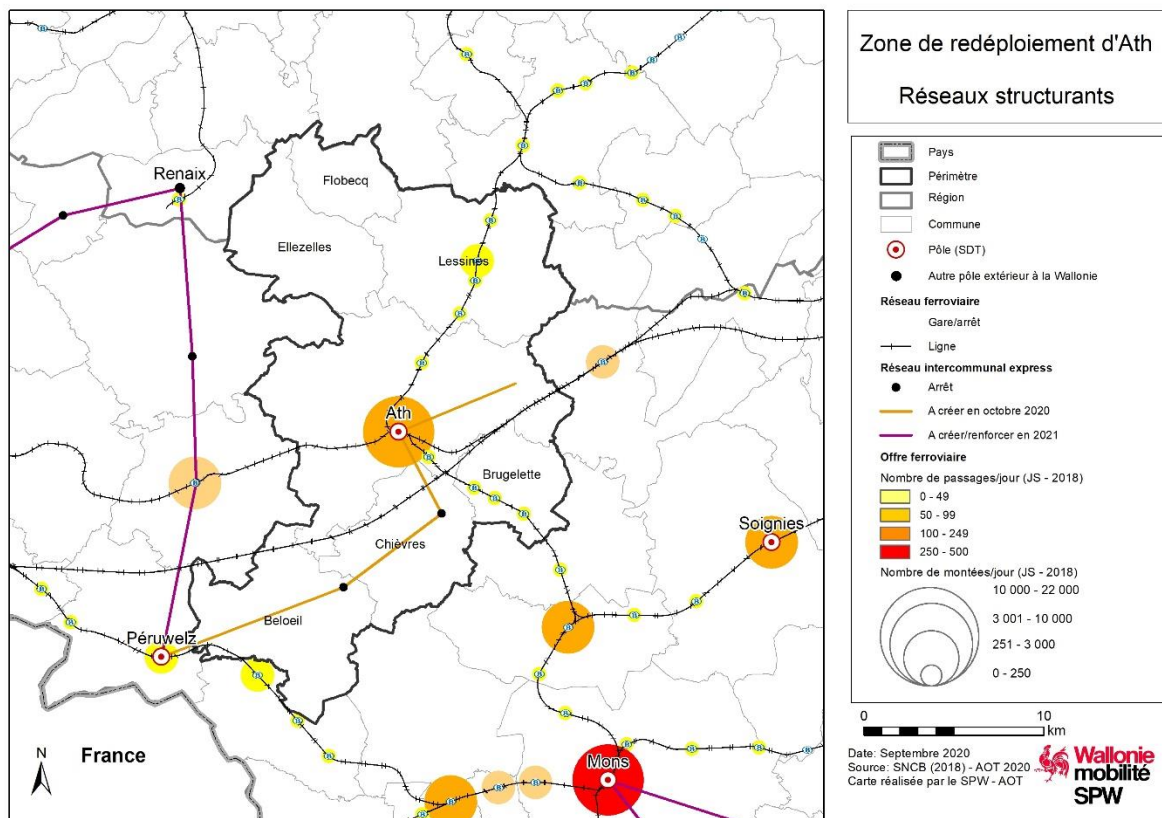 Zone de redéploiement d'Ath
Réseaux structurants
Renaix
Flobecq
Ellezelles
Lessines
Ath
Brugelette
Soignies
Chièvres
Beloeil
Péruwelz
Mons
France
N
Pays
Périmètre
Région
Commune
Pôle (SDT)
Autre pôle extérieur à la Wallonie
Réseau ferroviaire
Gare/arrêt
Ligne
Réseau intercommunal express
Arrêt
A créer en octobre 2020
A créer/renforcer en 2021
Offre ferroviaire
Nombre de passages/jour (JS - 2018)
0 - 49
50 - 99
100 - 249
250 - 500
Nombre de montées/jour (JS - 2018)
10 000 - 22 000
3 001 - 10 000
251 - 3 000
0 - 250
0 10
km
Date: Septembre 2020
Source: SNCB (2018) - AOT 2020
Carte réalisée par le SPW - AOT
Wallonie
mobilité
SPW